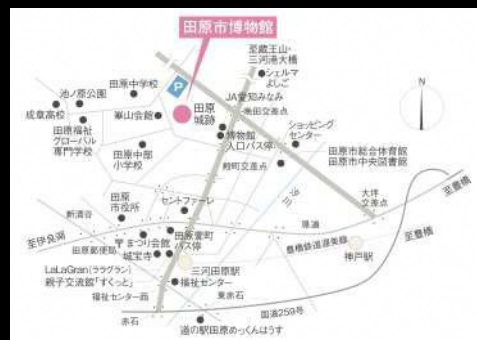 田原市博物館
至蔵王山・
三河港大橋
シェルマ
よしご
田原中学校
P
池ノ原公園
JA愛知みなみ
成章高校
崋山会館
田原
城跡
田原福祉
グローバル
専門学校
博物館
入口バス停
ショッピング
センター
田原中部
小学校
殿町交差点
田原市総合体育館
田原市中央図書館
N
大坪
交差点
至豊橋
田原
市役所
セントファーレ
新清谷
汐川
県道
至伊良湖
田原萱町
バス停
まつり会館
田原郵便局
城宝寺
豊橋鉄道渥美線
至豊橋
神戸駅
三河田原駅
LaLaGran(ララグラン)
親子交流館「すくっと」
福祉センター
福祉センター西
東赤石
赤石
国道259号
道の駅田原めっくんはうす